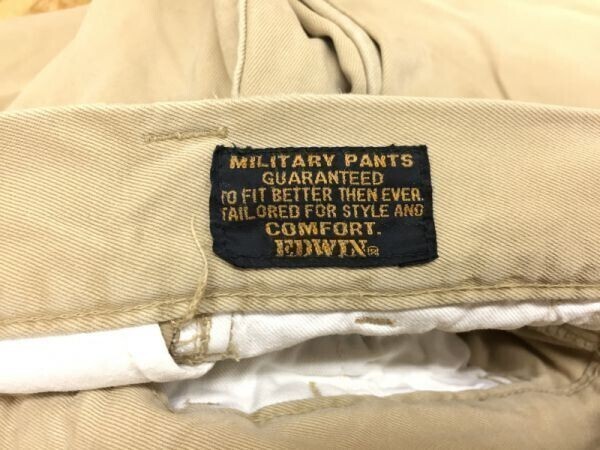 MILITARY PANTS
GUARANTEED
TO FIT BETTER THEN EVER.
TAILORED FOR STYLE AND
COMFORT.
EDWIN®